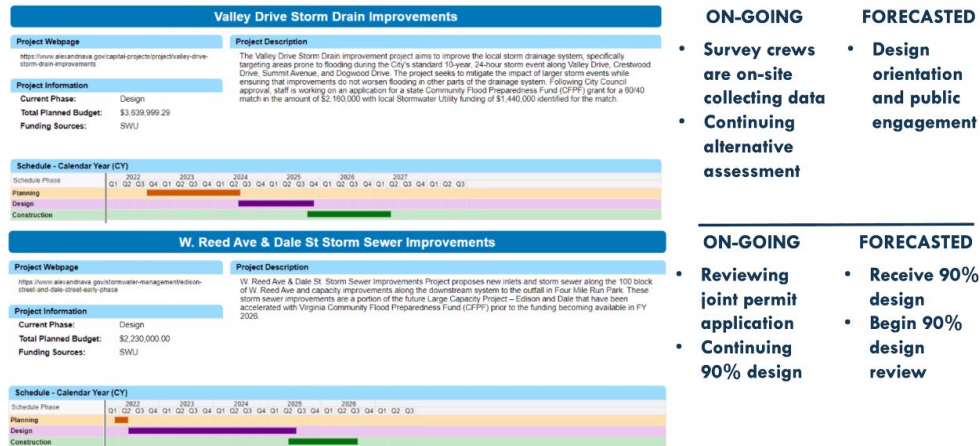 Valley Drive Storm Drain Improvements
Project Webpage
https://www.alexandriava.gov/capital-projects/project/valley-drive-
storm-drain-improvements
Project Information
Current Phase: Design
Total Planned Budget: $3,639,999.29
Funding Sources: SWU
Project Description
The Valley Drive Storm Drain improvement project aims to improve the local storm drainage system, specifically
targeting areas prone to flooding during the City's standard 10-year, 24-hour storm event along Valley Drive, Crestwood
Drive, Summit Avenue, and Dogwood Drive. The project seeks to mitigate the impact of larger storm events while
ensuring that improvements do not worsen flooding in other parts of the drainage system. Following City Council
approval, staff is working on an application for a state Community Flood Preparedness Fund (CFPF) grant for a 60/40
match in the amount of $2,160,000 with local Stormwater Utility funding of $1,440,000 identified for the match.
Schedule - Calendar Year (CY)
Schedule Phase
2022 2023 2024 2025 2026 2027
Q1 Q2 Q3 Q4 Q1 Q2 Q3 Q4 Q1 Q2 Q3 Q4 Q1 Q2 Q3 Q4 Q1 Q2 Q3 Q4 Q1 Q2 Q3 Q4 Q1 Q2 Q3
Planning
Design
Construction
ON-GOING
• Survey crews
are on-site
collecting data
• Continuing
alternative
assessment
FORECASTED
• Design
orientation
and public
engagement
W. Reed Ave & Dale St Storm Sewer Improvements
Project Webpage
https://www.alexandriava.gov/stormwater-management/edison-
street-and-dale-street-early-phase
Project Information
Current Phase: Design
Total Planned Budget: $2,230,000.00
Funding Sources: SWU
Project Description
W. Reed Ave & Dale St. Storm Sewer Improvements Project proposes new inlets and storm sewer along the 100 block
of W. Reed Ave and capacity improvements along the downstream system to the outfall in Four Mile Run Park. These
storm sewer improvements are a portion of the future Large Capacity Project – Edison and Dale that have been
accelerated with Virginia Community Flood Preparedness Fund (CFPF) prior to the funding becoming available in FY
2026.
Schedule - Calendar Year (CY)
Schedule Phase
2022 2023 2024 2025 2026
Q1 Q2 Q3 Q4 Q1 Q2 Q3 Q4 Q1 Q2 Q3 Q4 Q1 Q2 Q3 Q4 Q1 Q2 Q3 Q4 Q1 Q2 Q3
Planning
Design
Construction
ON-GOING
• Reviewing
joint permit
application
• Continuing
90% design
FORECASTED
• Receive 90%
design
• Begin 90%
design
review